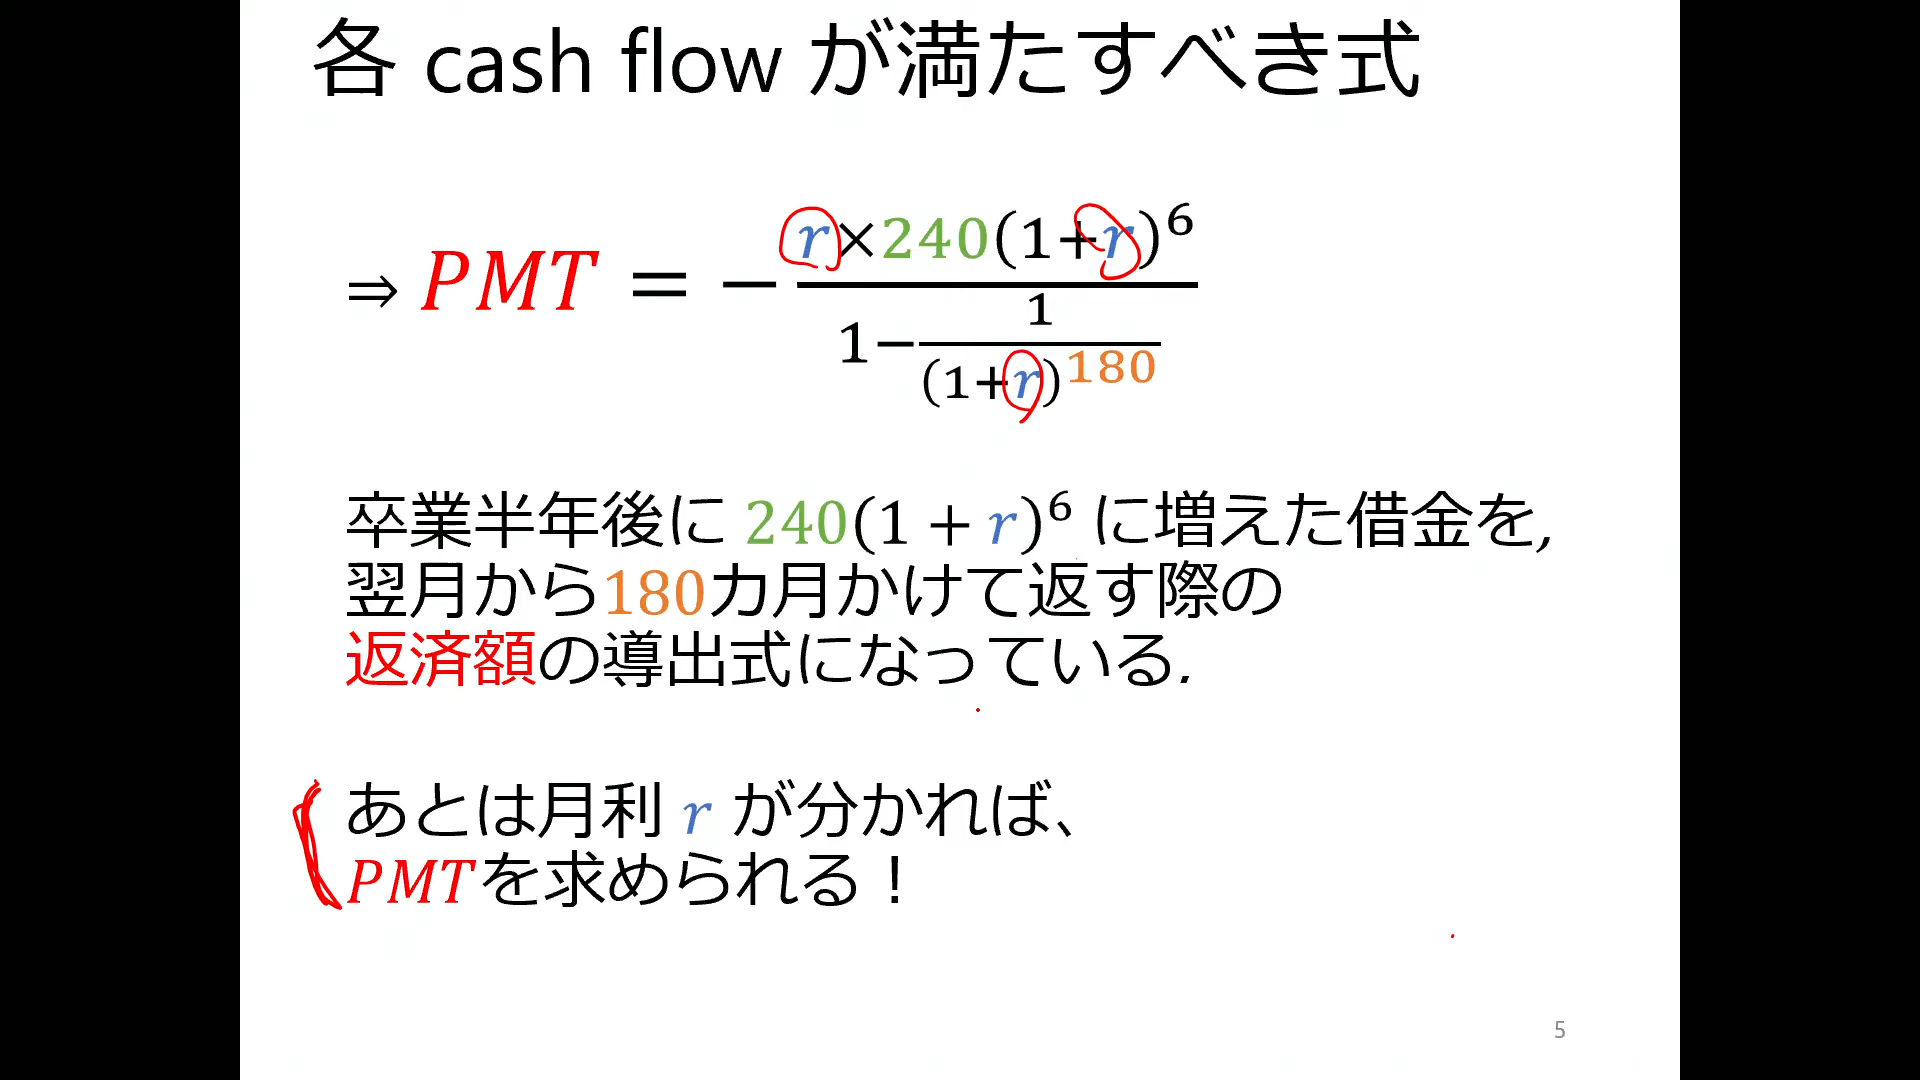 各 cash flow が満たすべき式
⇒ PMT = − \frac{r×240(1+r)^6}{1−\frac{1}{(1+r)^{180}}}
卒業半年後に 240(1 + r)^6 に増えた借金を,
翌月から180カ月かけて返す際の
返済額の導出式になっている.
あとは月利 r が分かれば、
PMTを求められる！
5